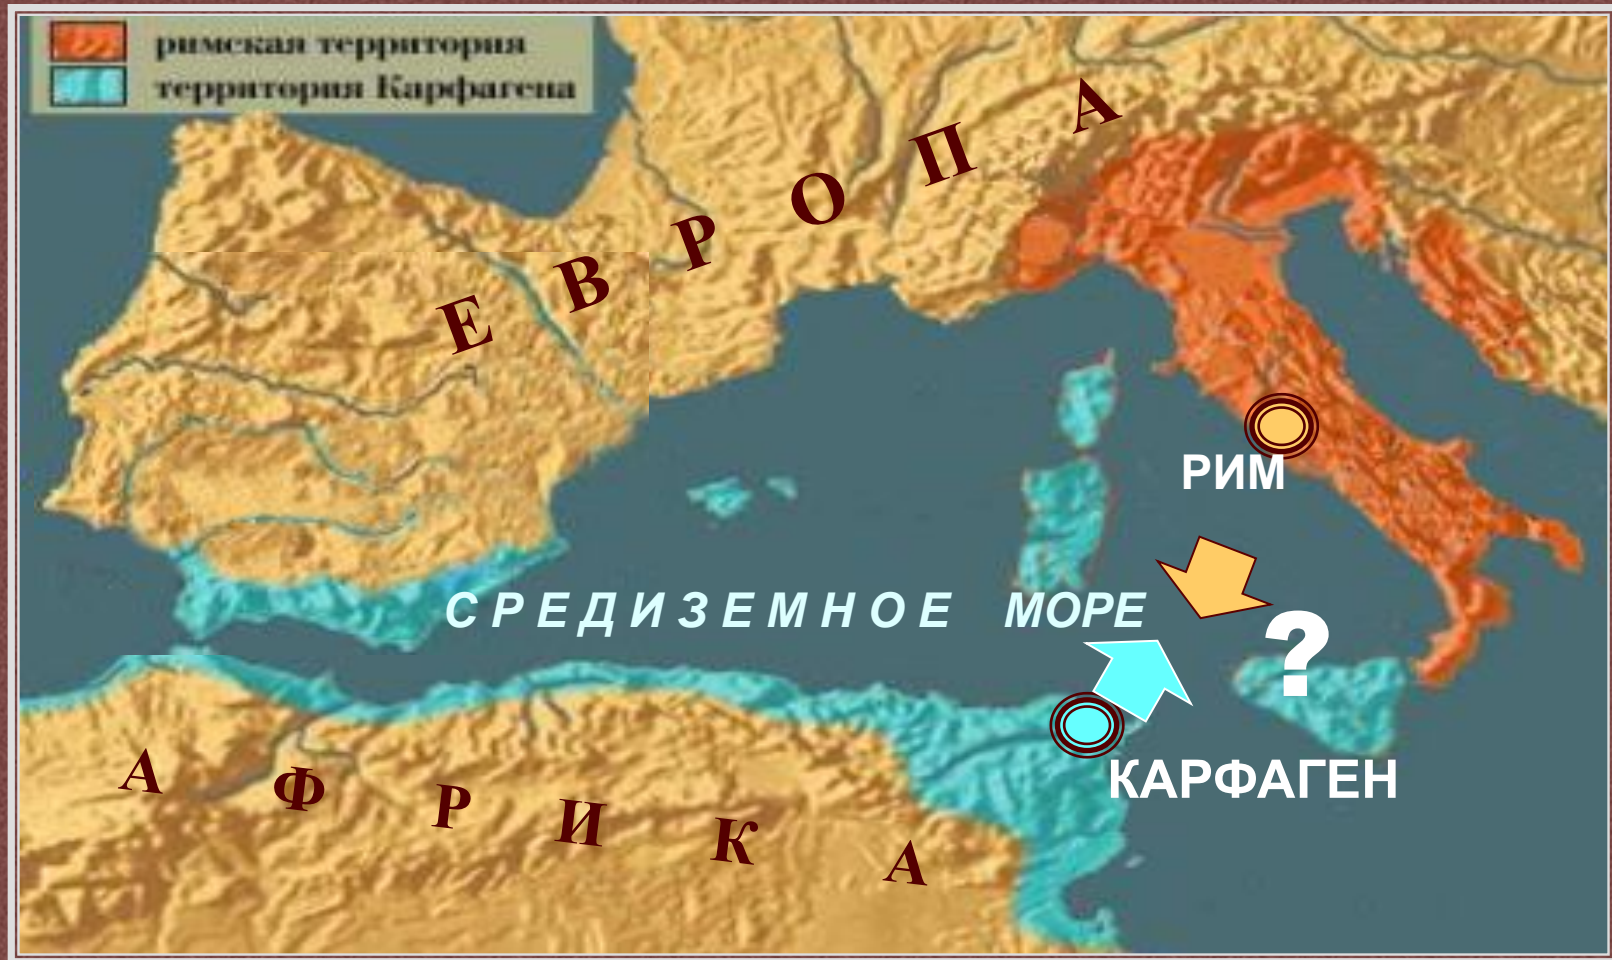 римская территория
территория Карфагена
ЕВРОПА
РИМ
СРЕДИЗЕМНОЕ МОРЕ
?
КАРФАГЕН
АФРИКА